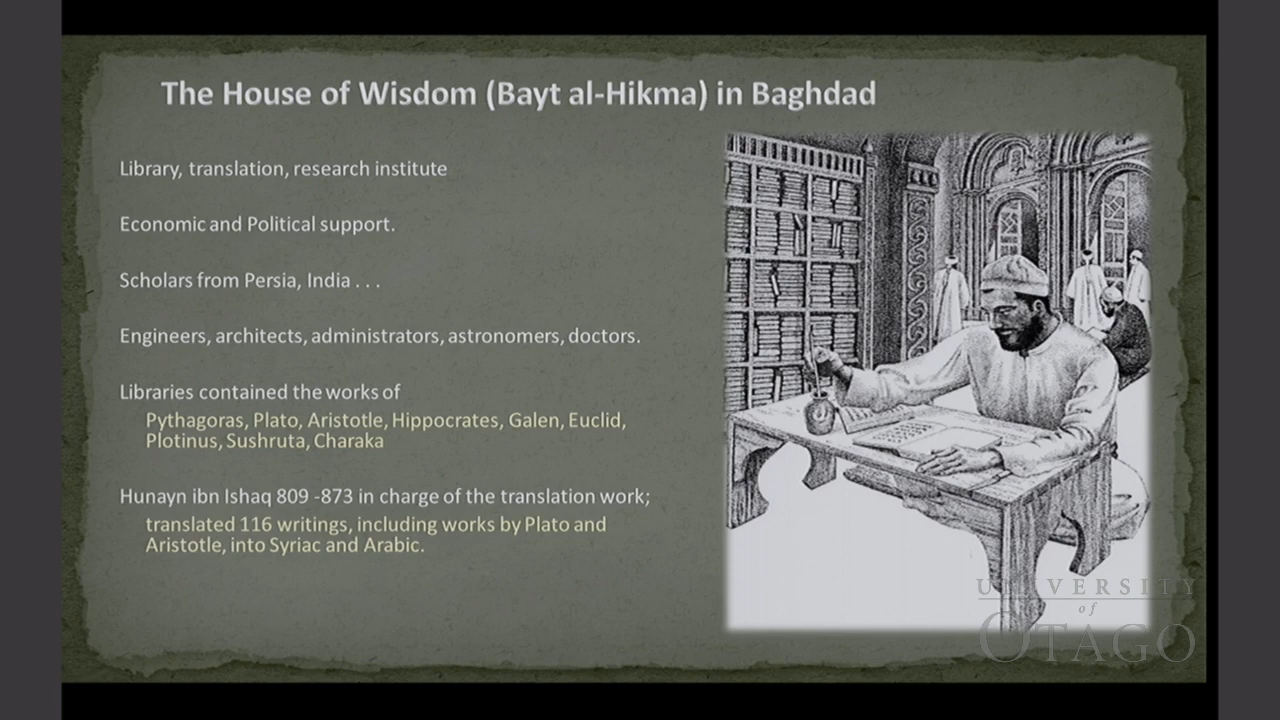 The House of Wisdom (Bayt al-Hikma) in Baghdad
Library, translation, research institute
Economic and Political support.
Scholars from Persia, India . . .
Engineers, architects, administrators, astronomers, doctors.
Libraries contained the works of
Pythagoras, Plato, Aristotle, Hippocrates, Galen, Euclid,
Plotinus, Sushruta, Charaka
Hunayn ibn Ishaq 809 -873 in charge of the translation work;
translated 116 writings, including works by Plato and
Aristotle, into Syriac and Arabic.
UNIVERSITY
of
OTAGO